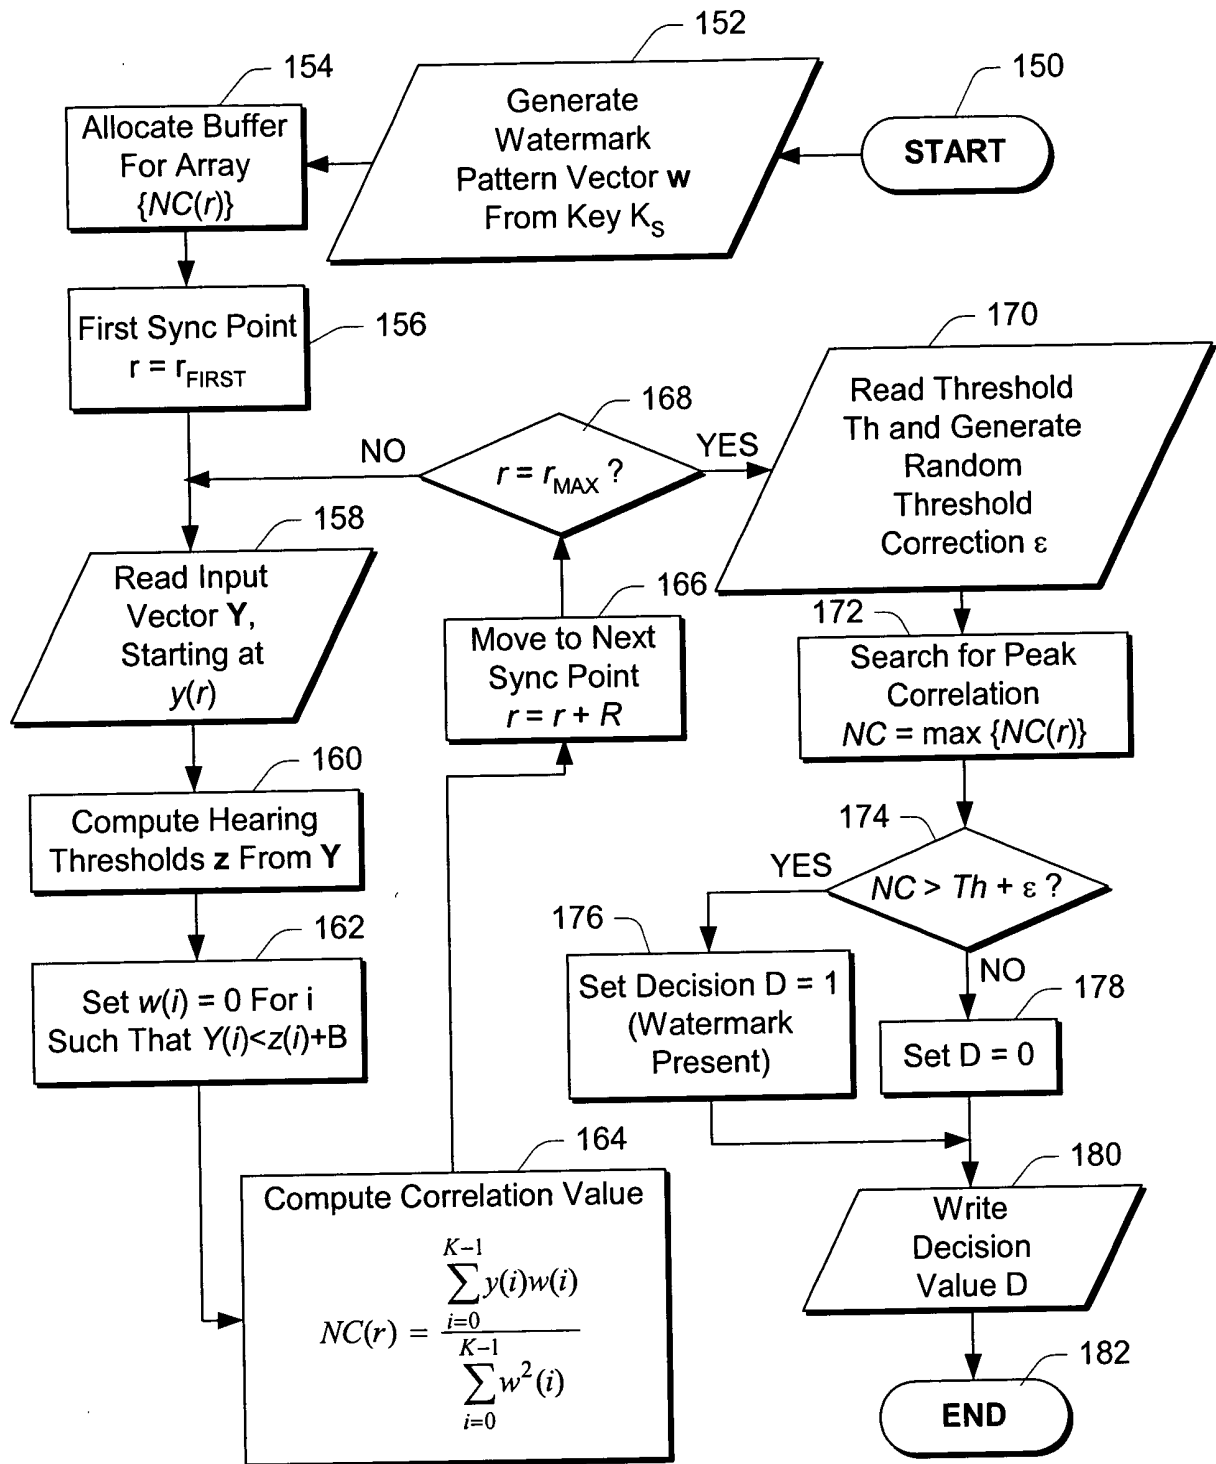 150
START
152
Generate
Watermark
Pattern Vector w
From Key K_S
154
Allocate Buffer
For Array
{NC(r)}
156
First Sync Point
r = r_FIRST
158
Read Input
Vector Y,
Starting at
y(r)
160
Compute Hearing
Thresholds z From Y
162
Set w(i) = 0 For i
Such That Y(i)<z(i)+B
164
Compute Correlation Value
NC(r) = \frac{\sum_{i=0}^{K-1} y(i)w(i)}{\sum_{i=0}^{K-1} w^2(i)}
166
Move to Next
Sync Point
r = r + R
168
r = r_MAX ?
NO
YES
170
Read Threshold
Th and Generate
Random
Threshold
Correction ε
172
Search for Peak
Correlation
NC = max {NC(r)}
174
NC > Th + ε ?
YES
NO
176
Set Decision D = 1
(Watermark
Present)
178
Set D = 0
180
Write
Decision
Value D
182
END